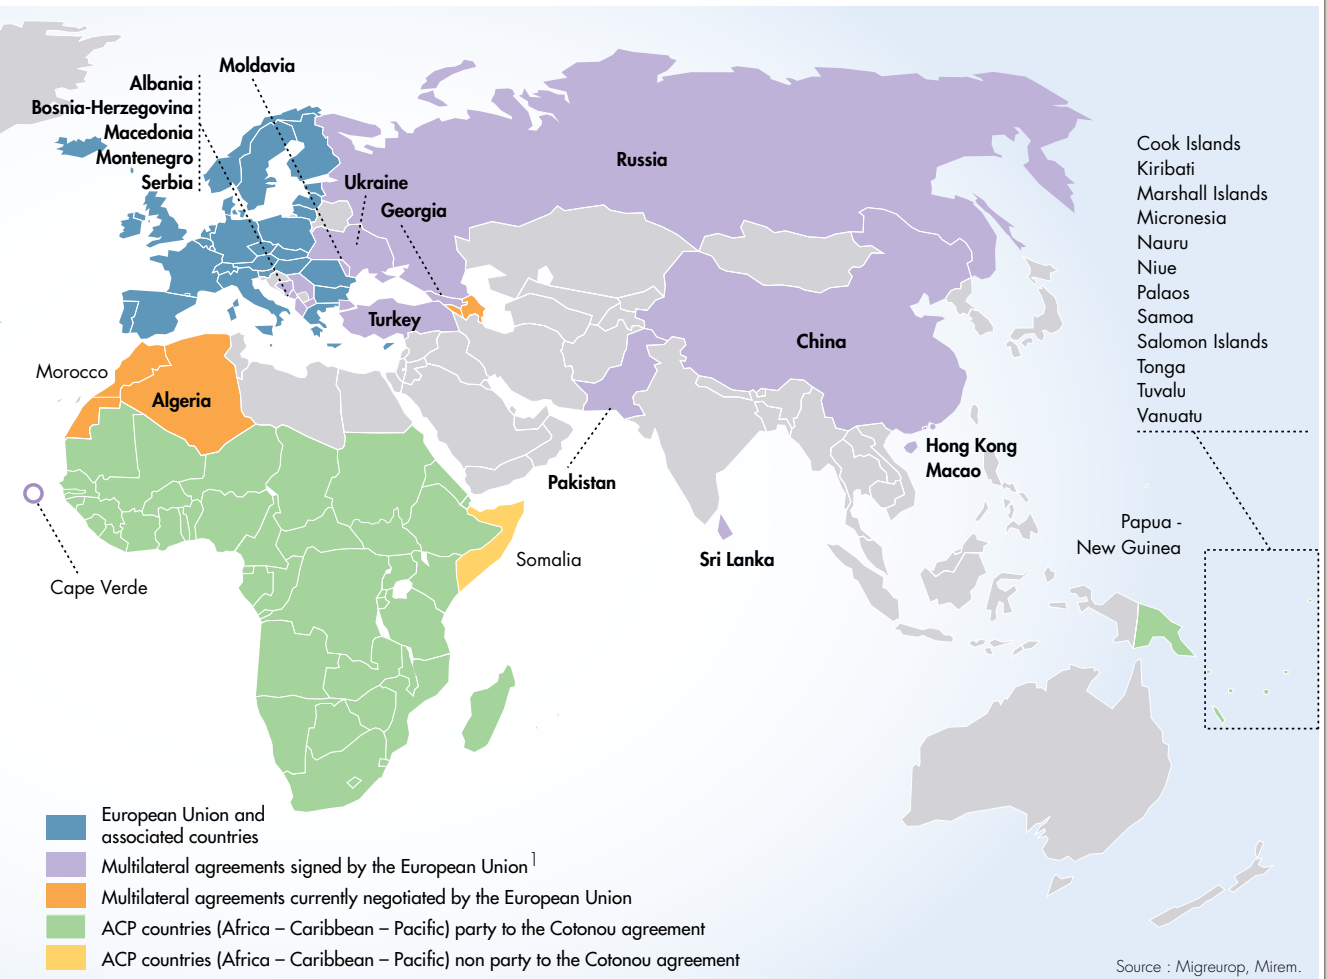 Moldavia
Albania
Bosnia-Herzegovina
Macedonia
Montenegro
Serbia
Ukraine
Georgia
Russia
Turkey
China
Morocco
Algeria
Pakistan
Hong Kong
Macao
Sri Lanka
Somalia
Cape Verde
Cook Islands
Kiribati
Marshall Islands
Micronesia
Nauru
Niue
Palaos
Samoa
Salomon Islands
Tonga
Tuvalu
Vanuatu
Papua -
New Guinea
European Union and
associated countries
Multilateral agreements signed by the European Union 1
Multilateral agreements currently negotiated by the European Union
ACP countries (Africa – Caribbean – Pacific) party to the Cotonou agreement
ACP countries (Africa – Caribbean – Pacific) non party to the Cotonou agreement
Source : Migreurop, Mirem.